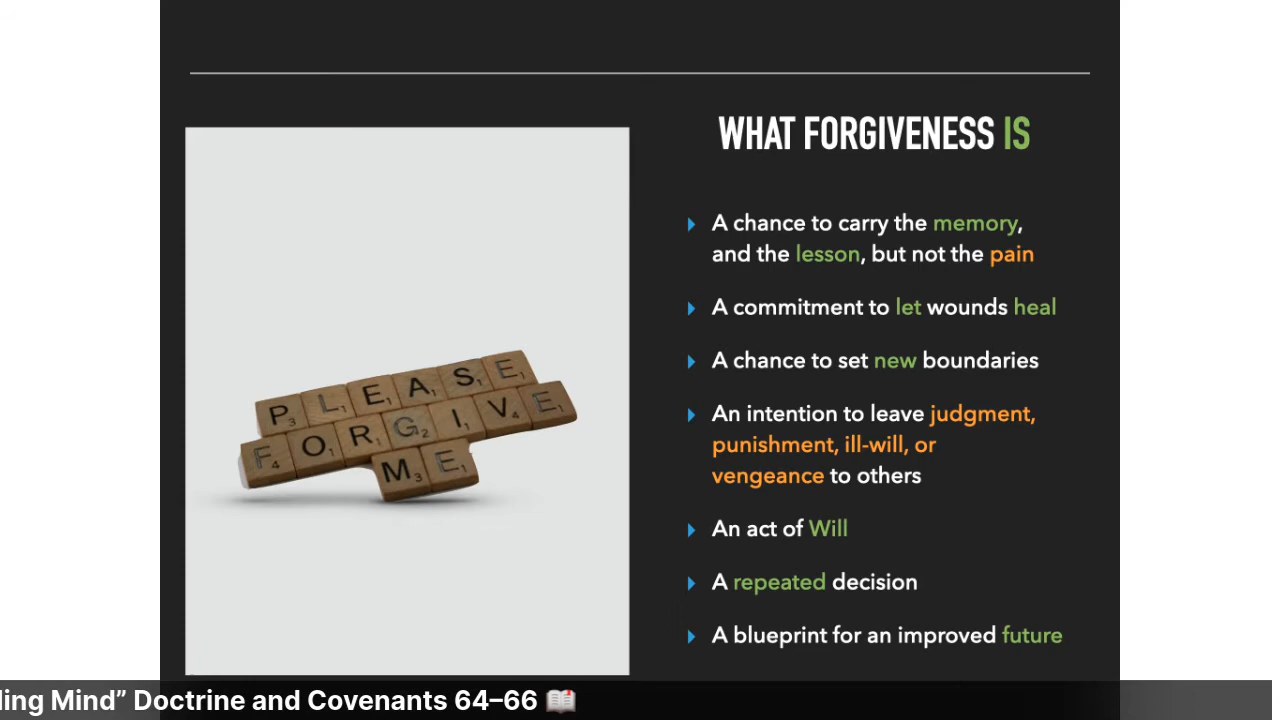 WHAT FORGIVENESS IS
A chance to carry the memory,
and the lesson, but not the pain
A commitment to let wounds heal
A chance to set new boundaries
An intention to leave judgment,
punishment, ill-will, or
vengeance to others
An act of Will
A repeated decision
A blueprint for an improved future
PLEASE
FORGIVE
ME
ling Mind” Doctrine and Covenants 64–66 📖